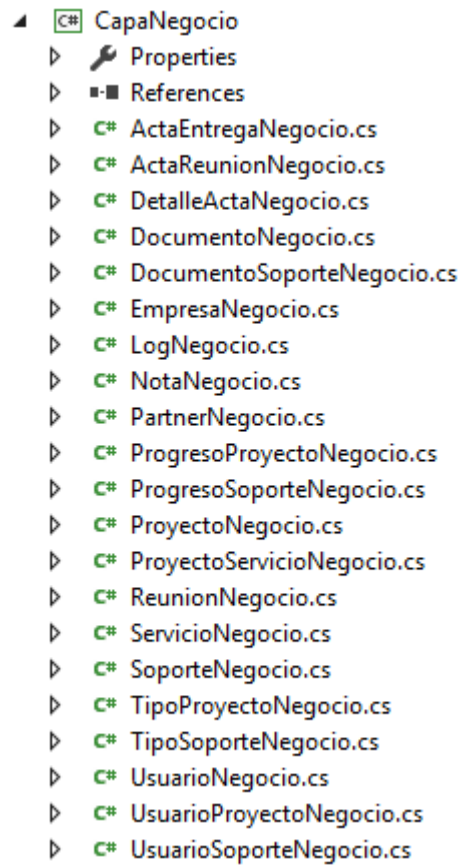 C# CapaNegocio
Properties
References
C# ActaEntregaNegocio.cs
C# ActaReunionNegocio.cs
C# DetalleActaNegocio.cs
C# DocumentoNegocio.cs
C# DocumentoSoporteNegocio.cs
C# EmpresaNegocio.cs
C# LogNegocio.cs
C# NotaNegocio.cs
C# PartnerNegocio.cs
C# ProgresoProyectoNegocio.cs
C# ProgresoSoporteNegocio.cs
C# ProyectoNegocio.cs
C# ProyectoServicioNegocio.cs
C# ReunionNegocio.cs
C# ServicioNegocio.cs
C# SoporteNegocio.cs
C# TipoProyectoNegocio.cs
C# TipoSoporteNegocio.cs
C# UsuarioNegocio.cs
C# UsuarioProyectoNegocio.cs
C# UsuarioSoporteNegocio.cs